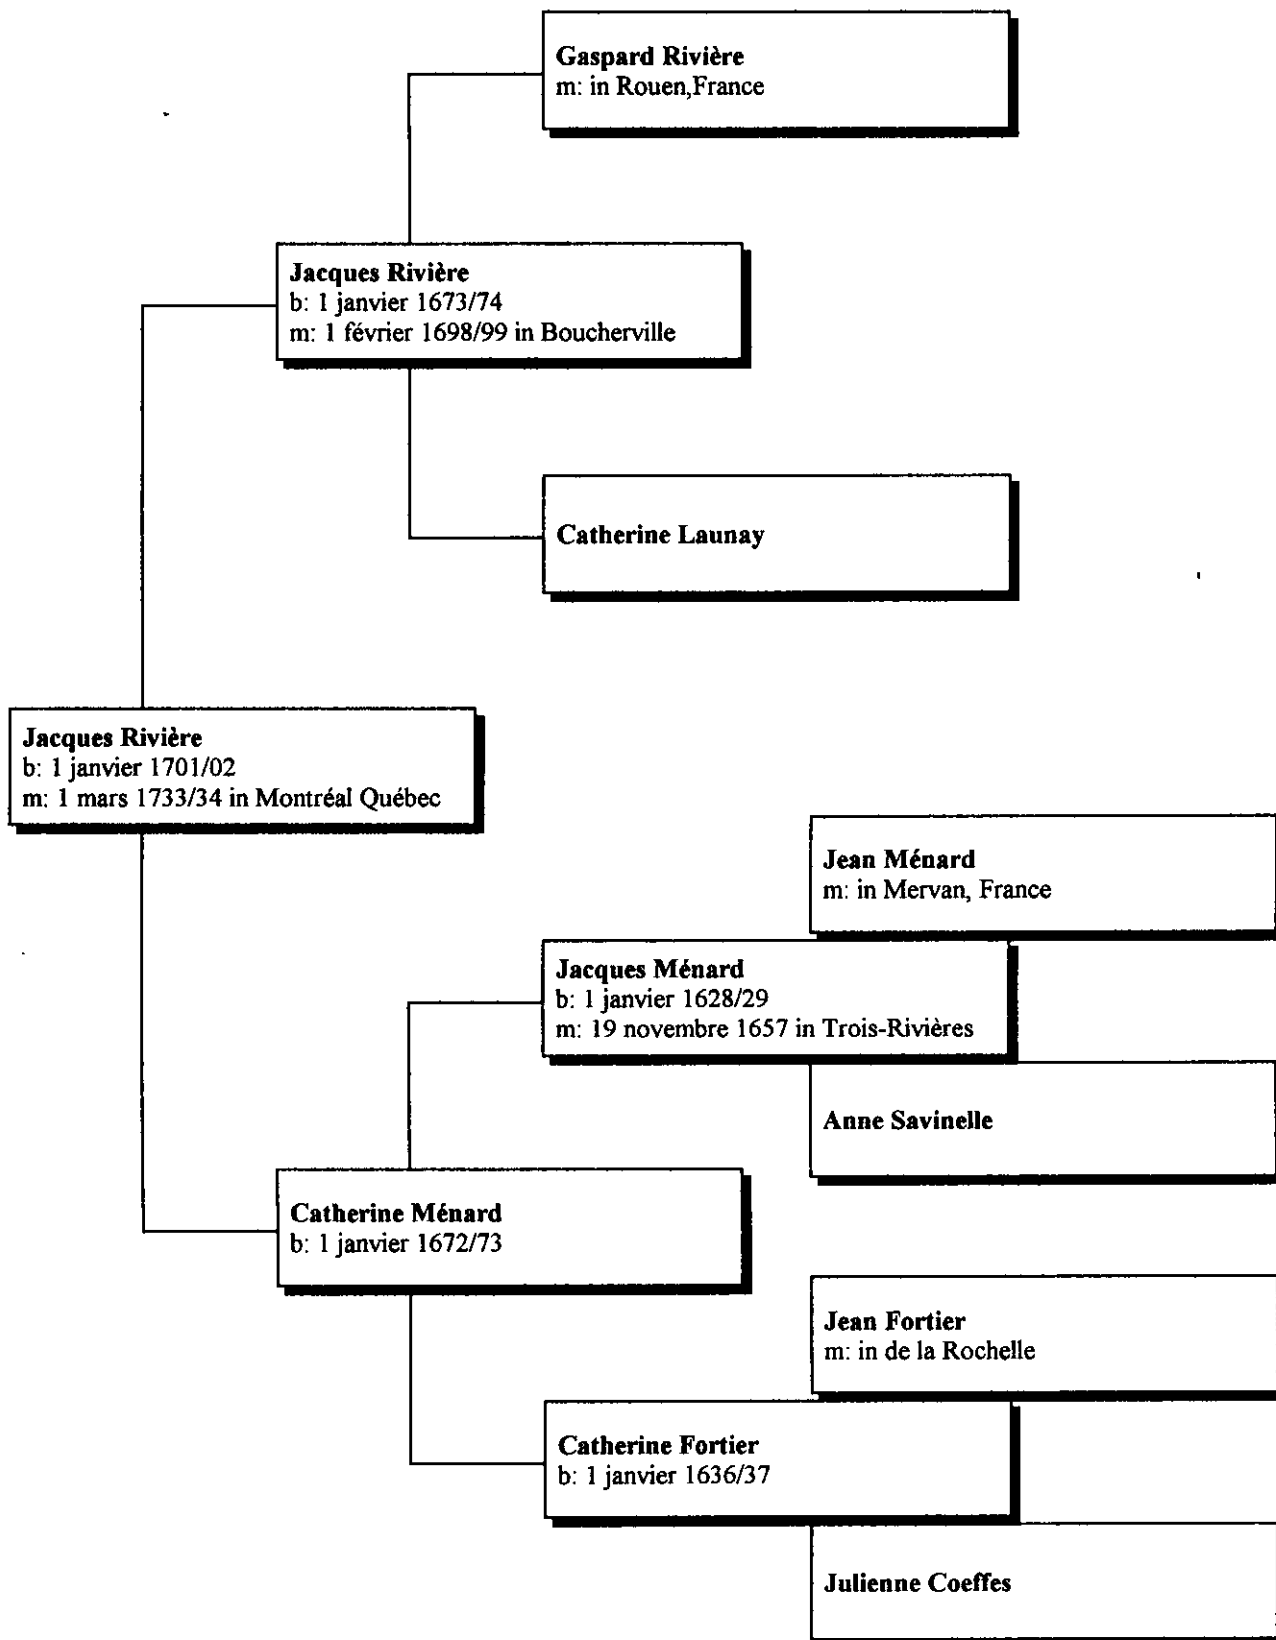 Gaspard Rivière
m: in Rouen,France
Jacques Rivière
b: 1 janvier 1673/74
m: 1 février 1698/99 in Boucherville
Catherine Launay
Jacques Rivière
b: 1 janvier 1701/02
m: 1 mars 1733/34 in Montréal Québec
Jean Ménard
m: in Mervan, France
Jacques Ménard
b: 1 janvier 1628/29
m: 19 novembre 1657 in Trois-Rivières
Anne Savinelle
Catherine Ménard
b: 1 janvier 1672/73
Jean Fortier
m: in de la Rochelle
Catherine Fortier
b: 1 janvier 1636/37
Julienne Coeffes